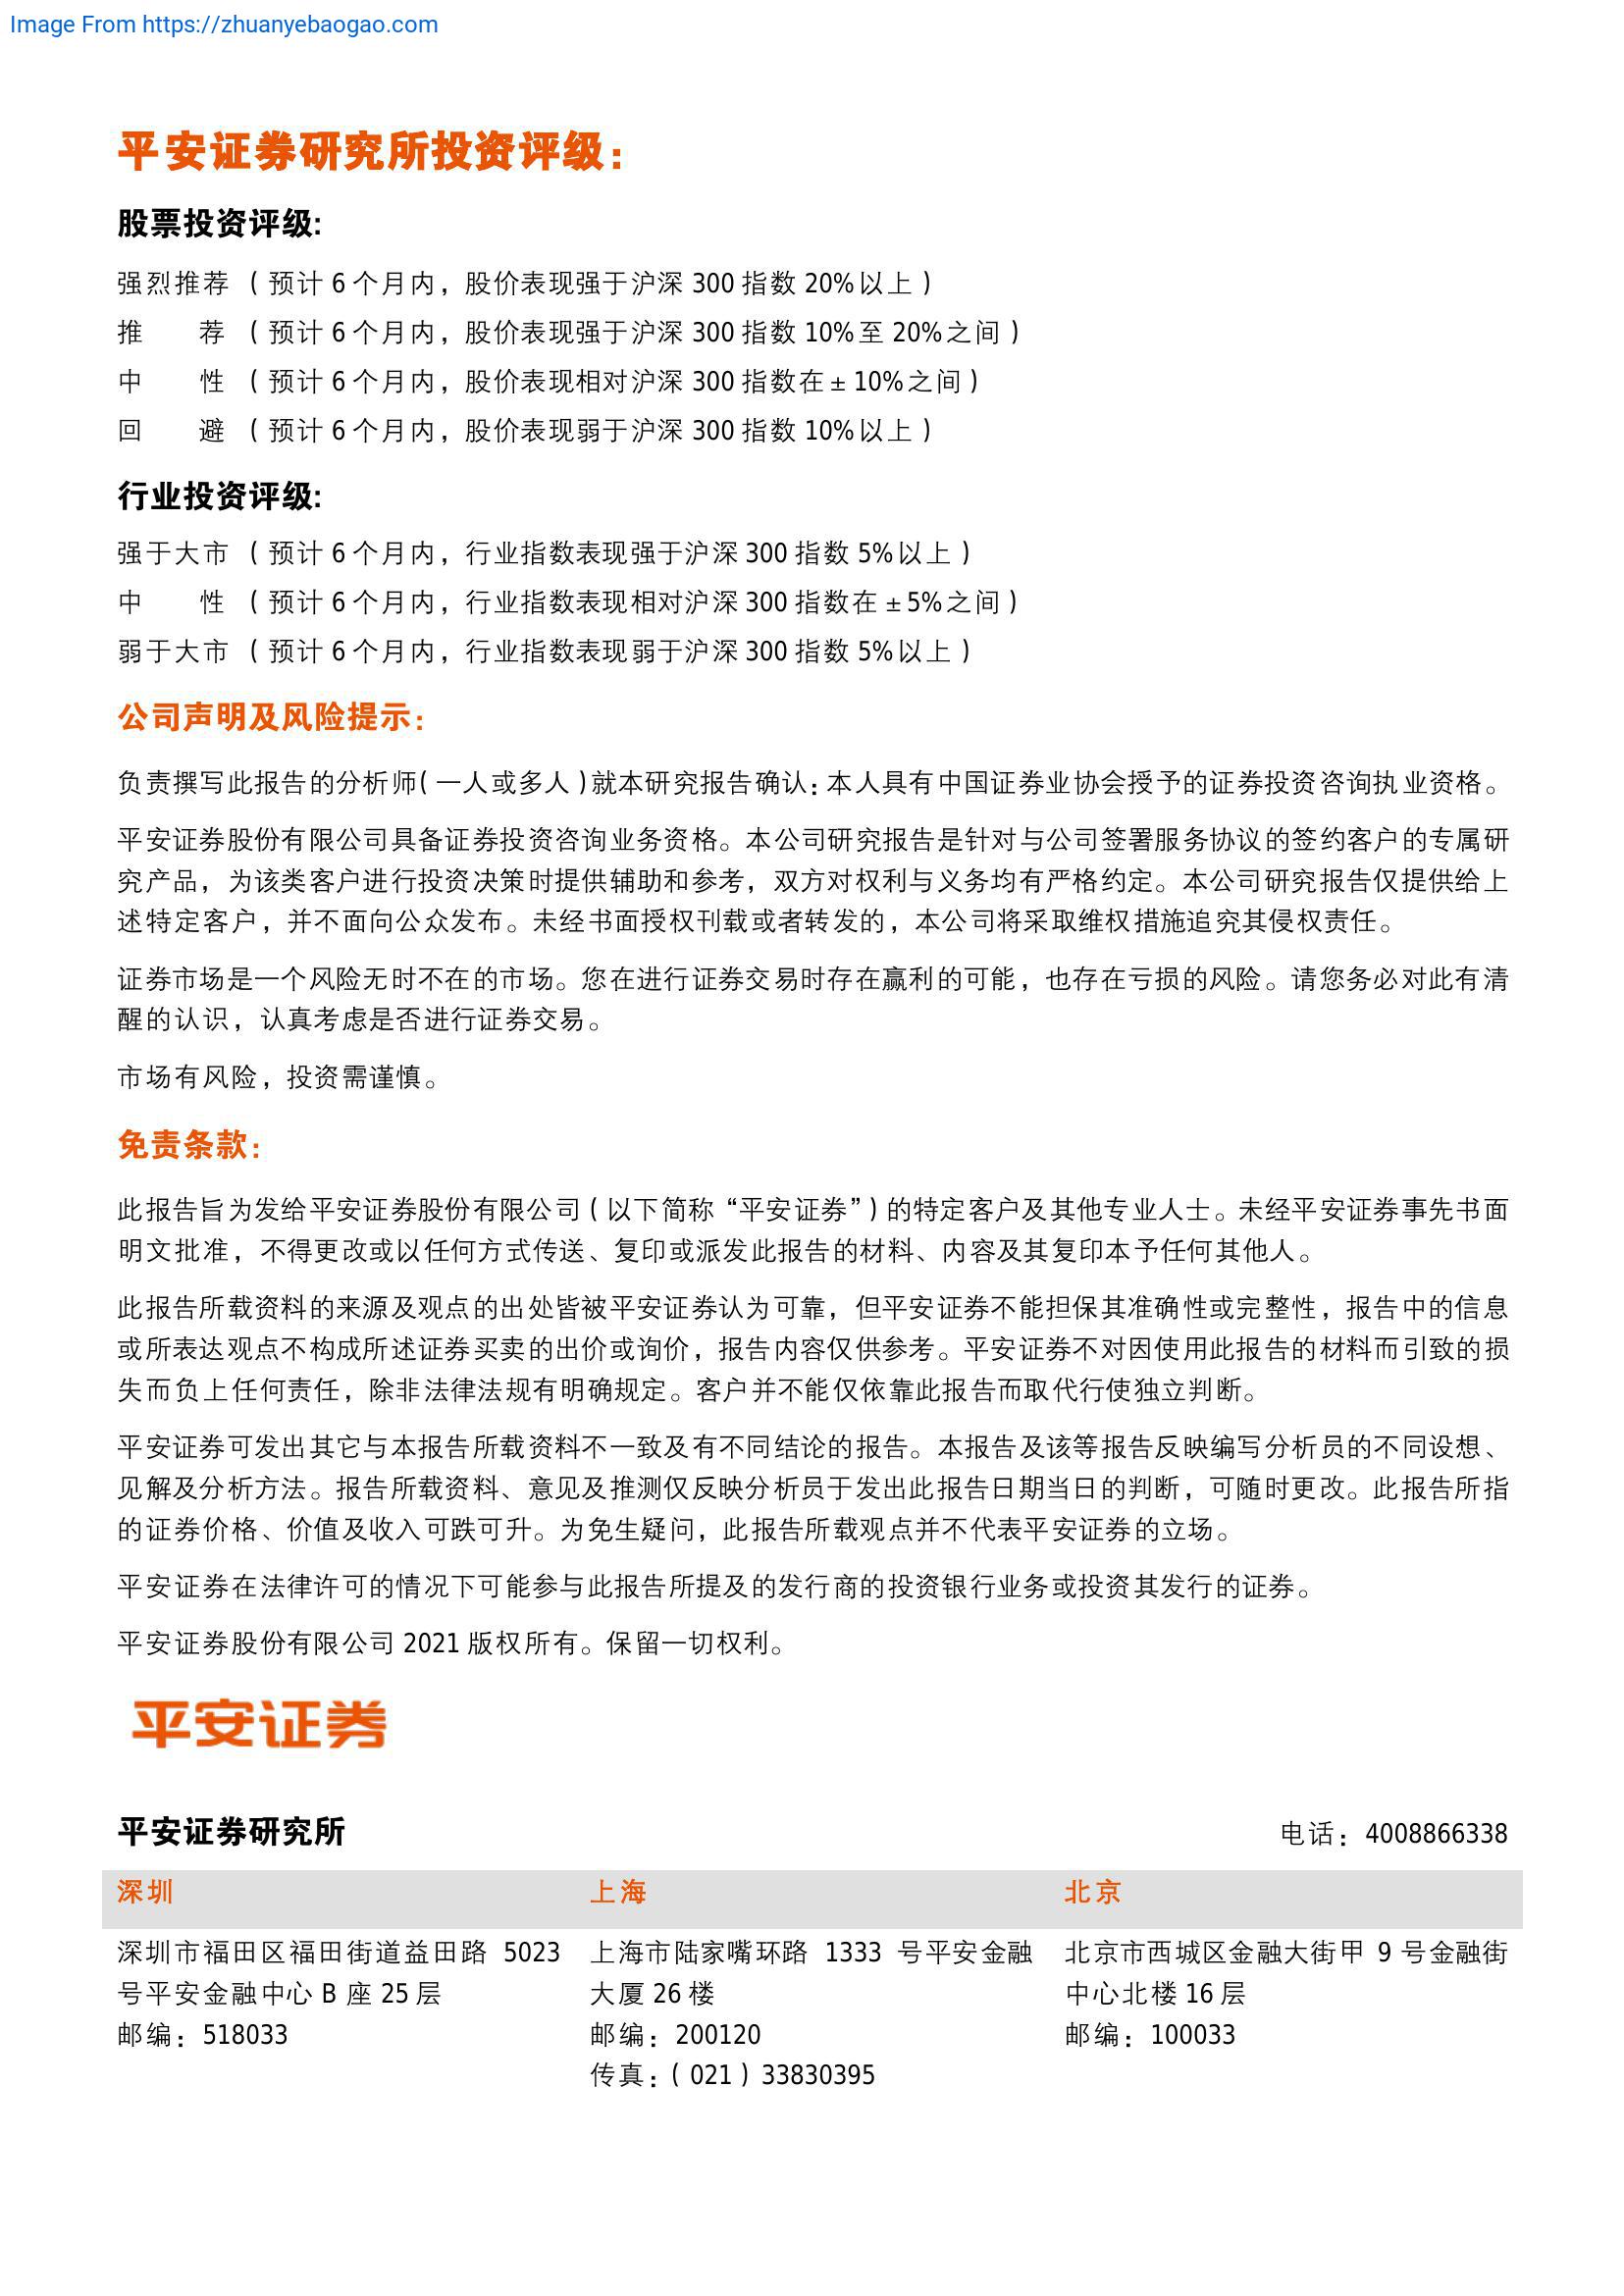 Image From https://zhuanyebaogao.com
平安证券研究所投资评级：
股票投资评级:
强烈推荐 （预计 6 个月内，股价表现强于沪深 300 指数 20%以上）
推 荐 （预计 6 个月内，股价表现强于沪深 300 指数 10%至 20%之间）
中 性 （预计 6 个月内，股价表现相对沪深 300 指数在±10%之间）
回 避 （预计 6 个月内，股价表现弱于沪深 300 指数 10%以上）
行业投资评级:
强于大市 （预计 6 个月内，行业指数表现强于沪深 300 指数 5%以上）
中 性 （预计 6 个月内，行业指数表现相对沪深 300 指数在±5%之间）
弱于大市 （预计 6 个月内，行业指数表现弱于沪深 300 指数 5%以上）
公司声明及风险提示：
负责撰写此报告的分析师(一人或多人)就本研究报告确认：本人具有中国证券业协会授予的证券投资咨询执业资格。
平安证券股份有限公司具备证券投资咨询业务资格。本公司研究报告是针对与公司签署服务协议的签约客户的专属研
究产品，为该类客户进行投资决策时提供辅助和参考，双方对权利与义务均有严格约定。本公司研究报告仅提供给上
述特定客户，并不面向公众发布。未经书面授权刊载或者转发的，本公司将采取维权措施追究其侵权责任。
证券市场是一个风险无时不在的市场。您在进行证券交易时存在赢利的可能，也存在亏损的风险。请您务必对此有清
醒的认识，认真考虑是否进行证券交易。
市场有风险，投资需谨慎。
免责条款：
此报告旨为发给平安证券股份有限公司（以下简称“平安证券”）的特定客户及其他专业人士。未经平安证券事先书面
明文批准，不得更改或以任何方式传送、复印或派发此报告的材料、内容及其复印本予任何其他人。
此报告所载资料的来源及观点的出处皆被平安证券认为可靠，但平安证券不能担保其准确性或完整性，报告中的信息
或所表达观点不构成所述证券买卖的出价或询价，报告内容仅供参考。平安证券不对因使用此报告的材料而引致的损
失而负上任何责任，除非法律法规有明确规定。客户并不能仅依靠此报告而取代行使独立判断。
平安证券可发出其它与本报告所载资料不一致及有不同结论的报告。本报告及该等报告反映编写分析员的不同设想、
见解及分析方法。报告所载资料、意见及推测仅反映分析员于发出此报告日期当日的判断，可随时更改。此报告所指
的证券价格、价值及收入可跌可升。为免生疑问，此报告所载观点并不代表平安证券的立场。
平安证券在法律许可的情况下可能参与此报告所提及的发行商的投资银行业务或投资其发行的证券。
平安证券股份有限公司 2021 版权所有。保留一切权利。
平安证券
平安证券研究所 电话：4008866338
深圳 上海 北京
深圳市福田区福田街道益田路 5023
号平安金融中心 B 座 25 层
邮编：518033
上海市陆家嘴环路 1333 号平安金融
大厦 26 楼
邮编：200120
传真：（021）33830395
北京市西城区金融大街甲 9 号金融街
中心北楼 16 层
邮编：100033